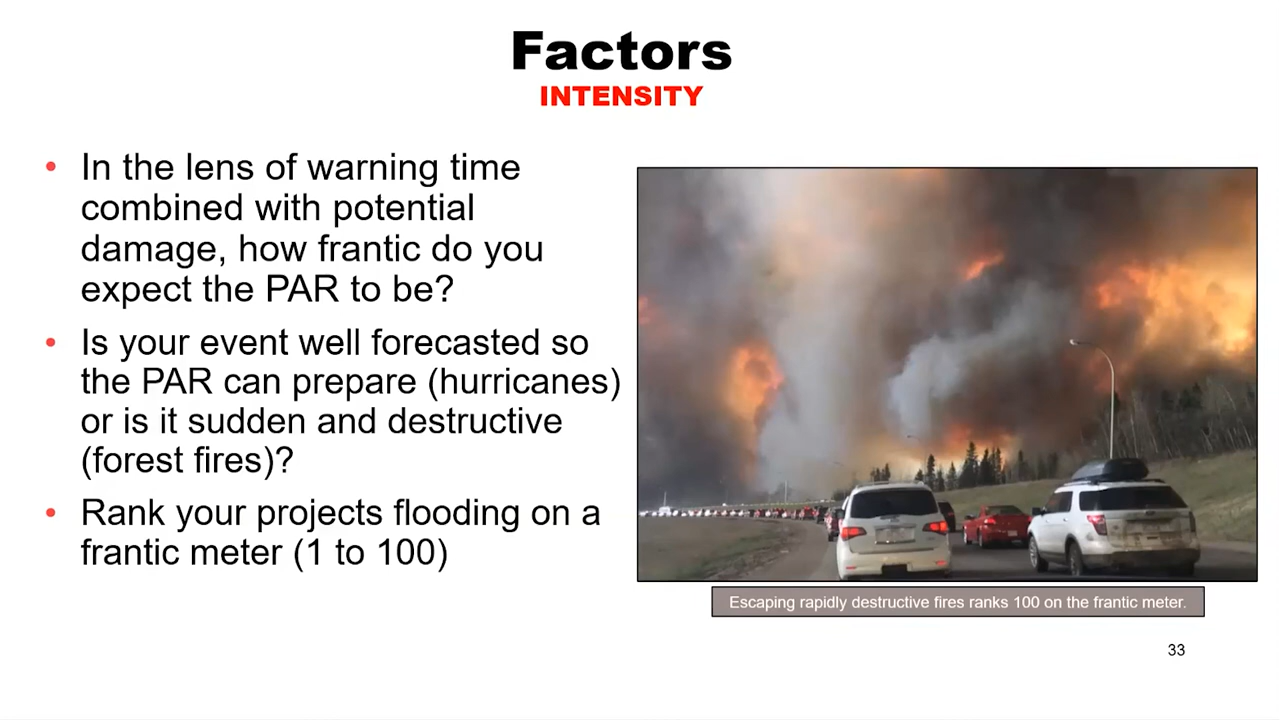 Factors
INTENSITY
• In the lens of warning time
combined with potential
damage, how frantic do you
expect the PAR to be?
• Is your event well forecasted so
the PAR can prepare (hurricanes)
or is it sudden and destructive
(forest fires)?
• Rank your projects flooding on a
frantic meter (1 to 100)
Escaping rapidly destructive fires ranks 100 on the frantic meter.
33